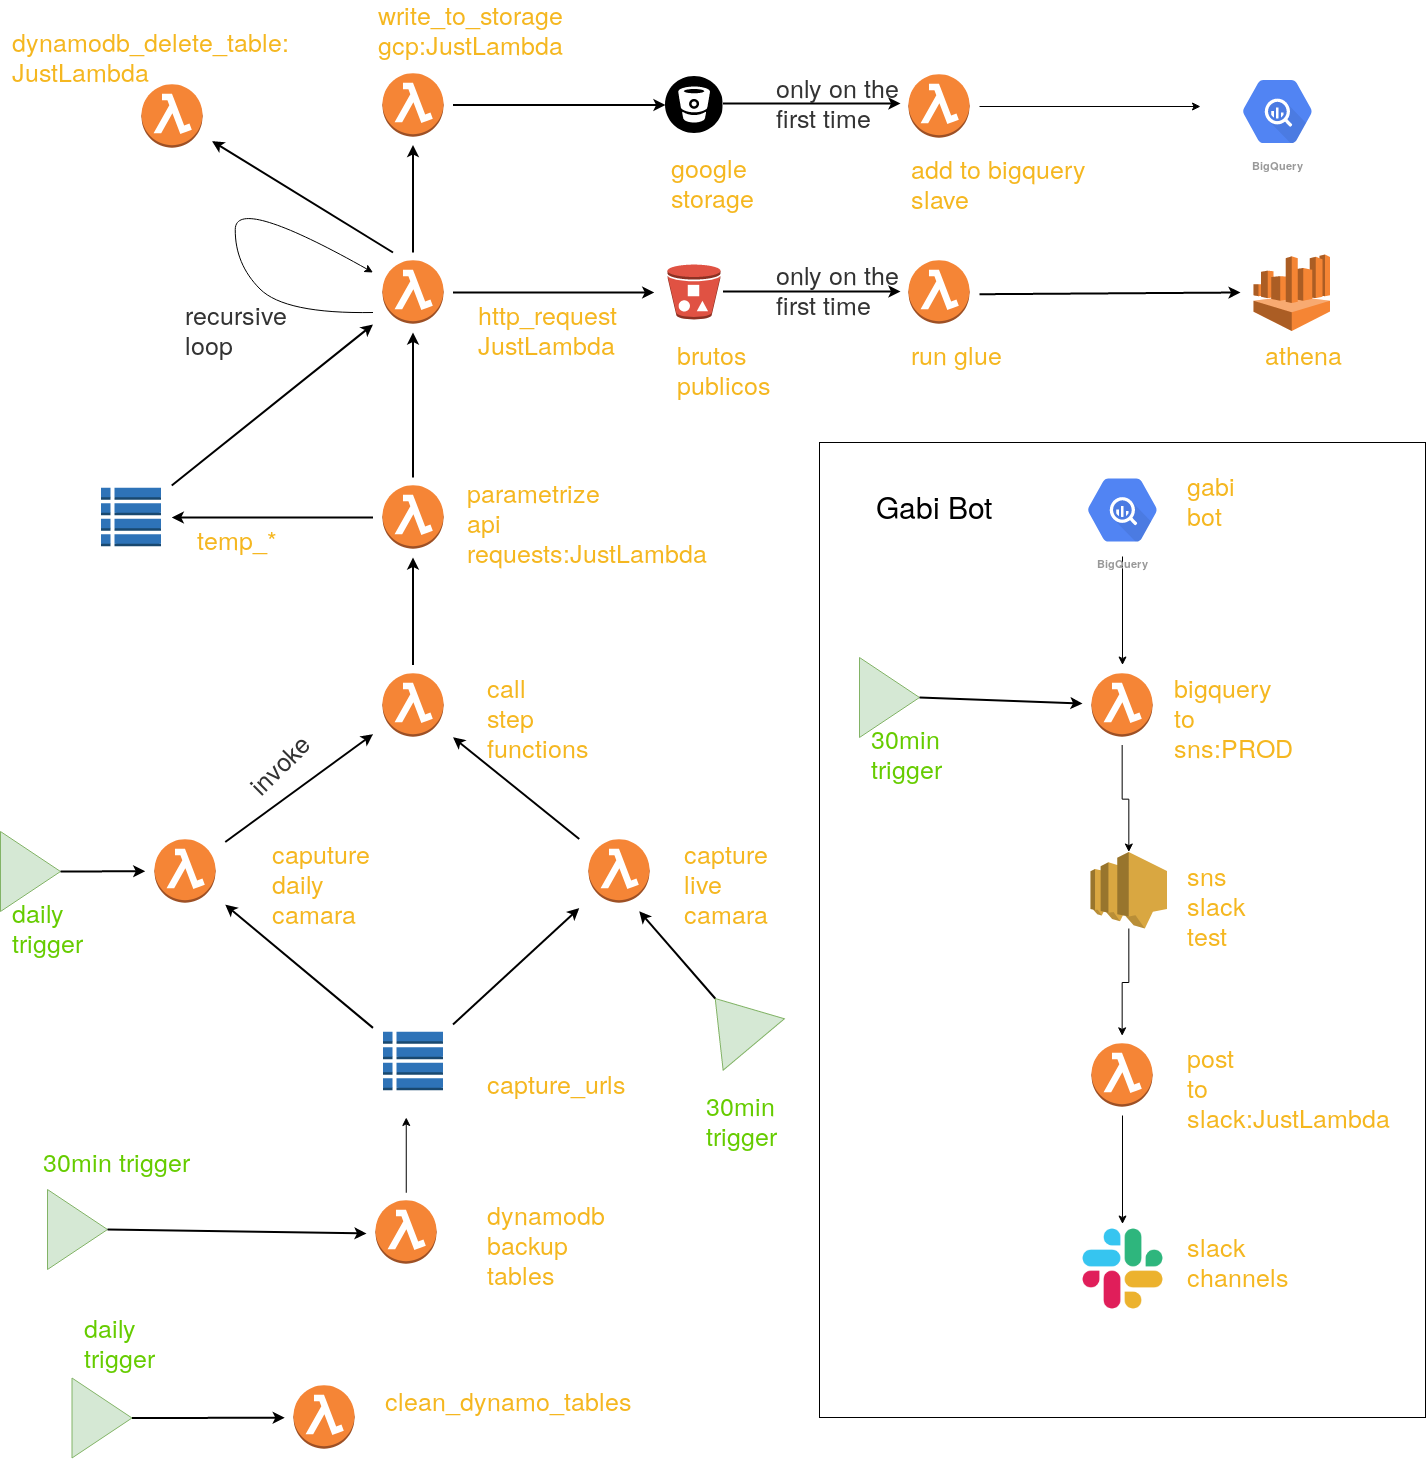 write_to_storage
gcp:JustLambda
dynamodb_delete_table:
JustLambda
only on the
first time
google
storage
add to bigquery
slave
BigQuery
recursive
loop
http_request
JustLambda
only on the
first time
brutos
publicos
run glue
athena
temp_*
parametrize
api
requests:JustLambda
call
step
functions
invoke
caputure
daily
camara
capture
live
camara
daily
trigger
capture_urls
30min
trigger
30min trigger
dynamodb
backup
tables
daily
trigger
clean_dynamo_tables
Gabi Bot
gabi
bot
BigQuery
30min
trigger
bigquery
to
sns:PROD
sns
slack
test
post
to
slack:JustLambda
slack
channels